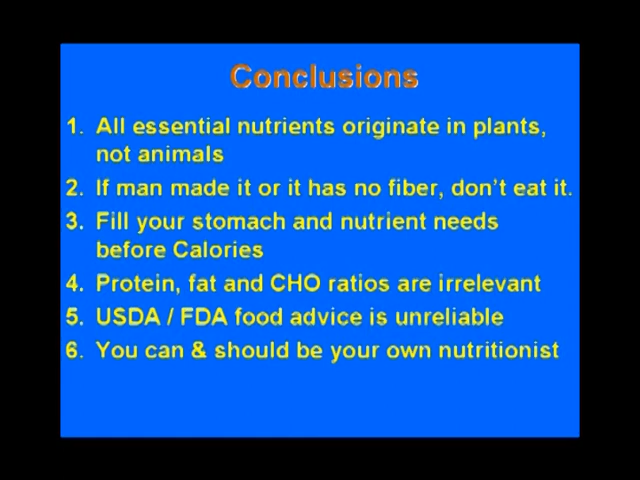 Conclusions
1. All essential nutrients originate in plants,
not animals
2. If man made it or it has no fiber, don't eat it.
3. Fill your stomach and nutrient needs
before Calories
4. Protein, fat and CHO ratios are irrelevant
5. USDA / FDA food advice is unreliable
6. You can & should be your own nutritionist